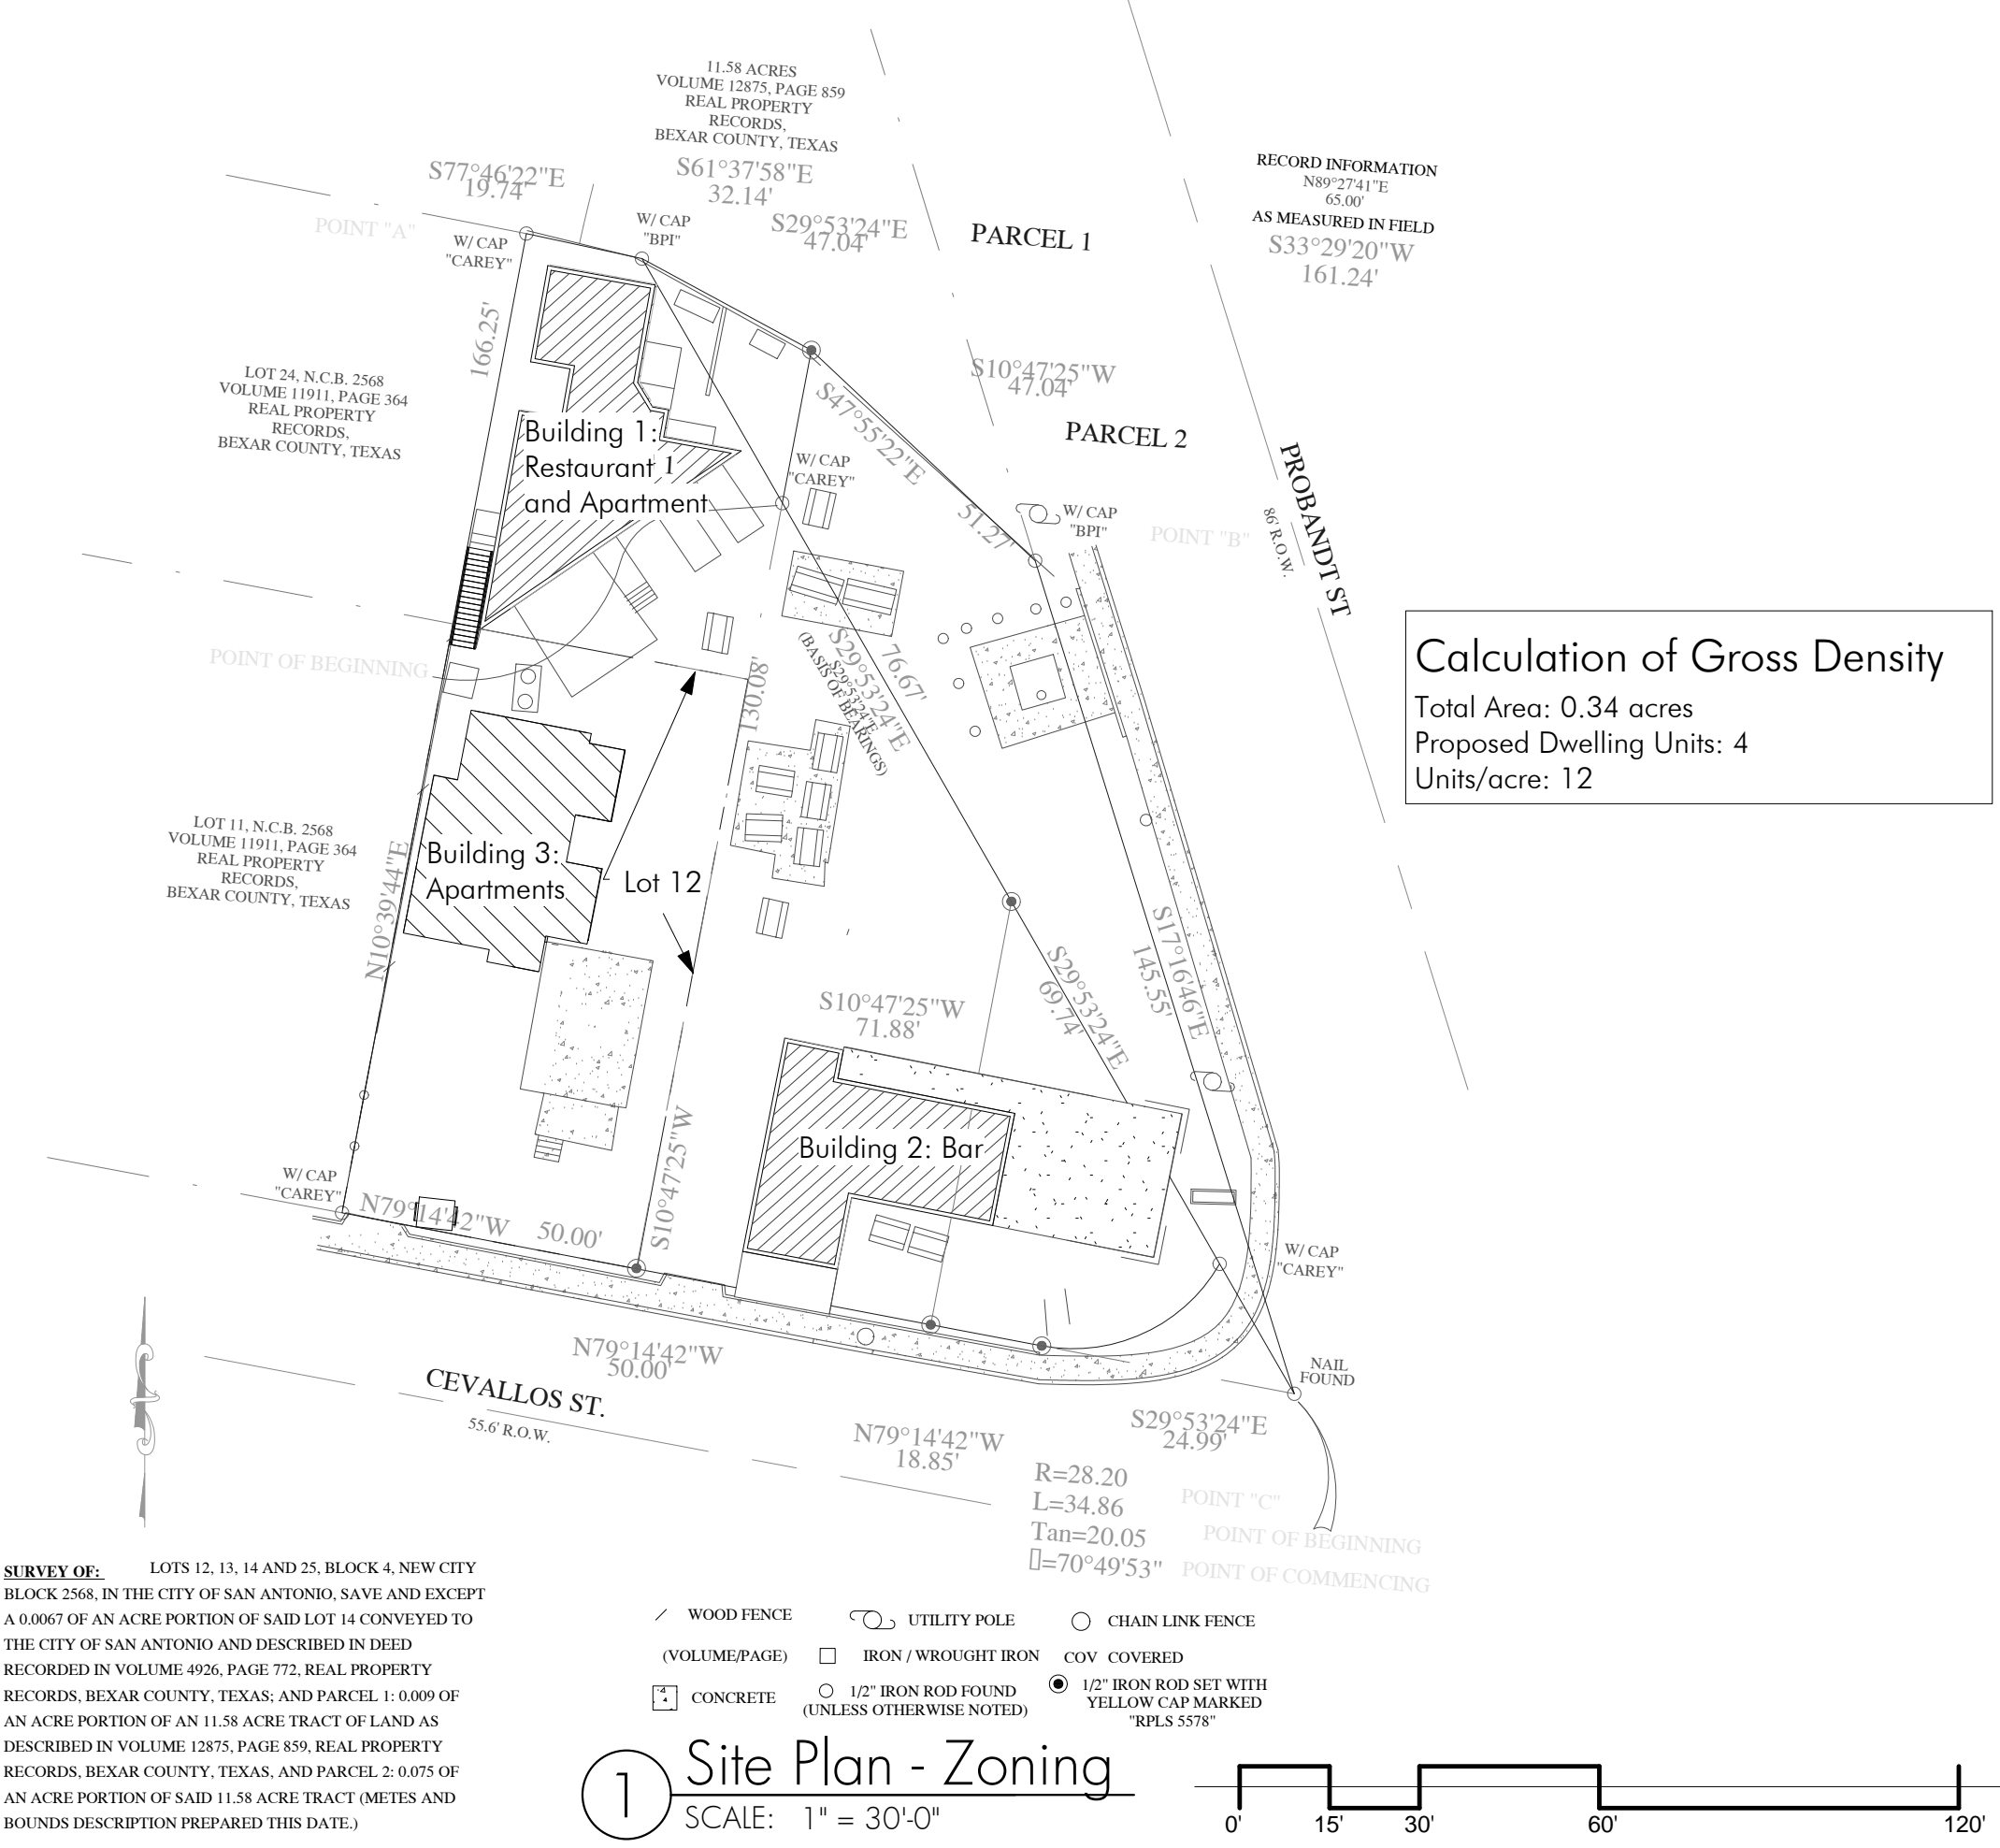 11.58 ACRES
VOLUME 12875, PAGE 859
REAL PROPERTY
RECORDS,
BEXAR COUNTY, TEXAS
S77°46'22"E
19.74'
S61°37'58"E
32.14'
S29°53'24"E
47.04'
POINT "A"
W/ CAP
"CAREY"
W/ CAP
"BPI"
PARCEL 1
RECORD INFORMATION
N89°27'41"E
65.00'
AS MEASURED IN FIELD
S33°29'20"W
161.24'
166.25'
LOT 24, N.C.B. 2568
VOLUME 11911, PAGE 364
REAL PROPERTY
RECORDS,
BEXAR COUNTY, TEXAS
S10°47'25"W
47.04'
S47°55'22"E
51.27'
PARCEL 2
Building 1:
Restaurant 1
and Apartment
W/ CAP
"CAREY"
W/ CAP
"BPI"
POINT "B"
PROBANDT ST
86' R.O.W.
POINT OF BEGINNING
130.08'
76.67'
S29°53'24"E
S29°53'24"E
(BASIS OF BEARINGS)
Calculation of Gross Density
Total Area: 0.34 acres
Proposed Dwelling Units: 4
Units/acre: 12
LOT 11, N.C.B. 2568
VOLUME 11911, PAGE 364
REAL PROPERTY
RECORDS,
BEXAR COUNTY, TEXAS
N10°39'44"E
Building 3:
Apartments
Lot 12
S10°47'25"W
71.88'
S29°53'24"E
69.74'
S17°16'46"E
145.55'
Building 2: Bar
S10°47'25"W
W/ CAP
"CAREY"
N79°14'42"W
50.00'
W/ CAP
"CAREY"
N79°14'42"W
50.00'
CEVALLOS ST.
55.6' R.O.W.
NAIL
FOUND
N79°14'42"W
18.85'
S29°53'24"E
24.99'
R=28.20
L=34.86
Tan=20.05
=70°49'53"
POINT "C"
POINT OF BEGINNING
POINT OF COMMENCING
SURVEY OF: LOTS 12, 13, 14 AND 25, BLOCK 4, NEW CITY
BLOCK 2568, IN THE CITY OF SAN ANTONIO, SAVE AND EXCEPT
A 0.0067 OF AN ACRE PORTION OF SAID LOT 14 CONVEYED TO
THE CITY OF SAN ANTONIO AND DESCRIBED IN DEED
RECORDED IN VOLUME 4926, PAGE 772, REAL PROPERTY
RECORDS, BEXAR COUNTY, TEXAS; AND PARCEL 1: 0.009 OF
AN ACRE PORTION OF AN 11.58 ACRE TRACT OF LAND AS
DESCRIBED IN VOLUME 12875, PAGE 859, REAL PROPERTY
RECORDS, BEXAR COUNTY, TEXAS, AND PARCEL 2: 0.075 OF
AN ACRE PORTION OF SAID 11.58 ACRE TRACT (METES AND
BOUNDS DESCRIPTION PREPARED THIS DATE.)
WOOD FENCE
UTILITY POLE
CHAIN LINK FENCE
(VOLUME/PAGE)
IRON / WROUGHT IRON
COV COVERED
CONCRETE
1/2" IRON ROD FOUND
(UNLESS OTHERWISE NOTED)
1/2" IRON ROD SET WITH
YELLOW CAP MARKED
"RPLS 5578"
1
Site Plan - Zoning
SCALE: 1" = 30'-0"
0' 15' 30' 60' 120'